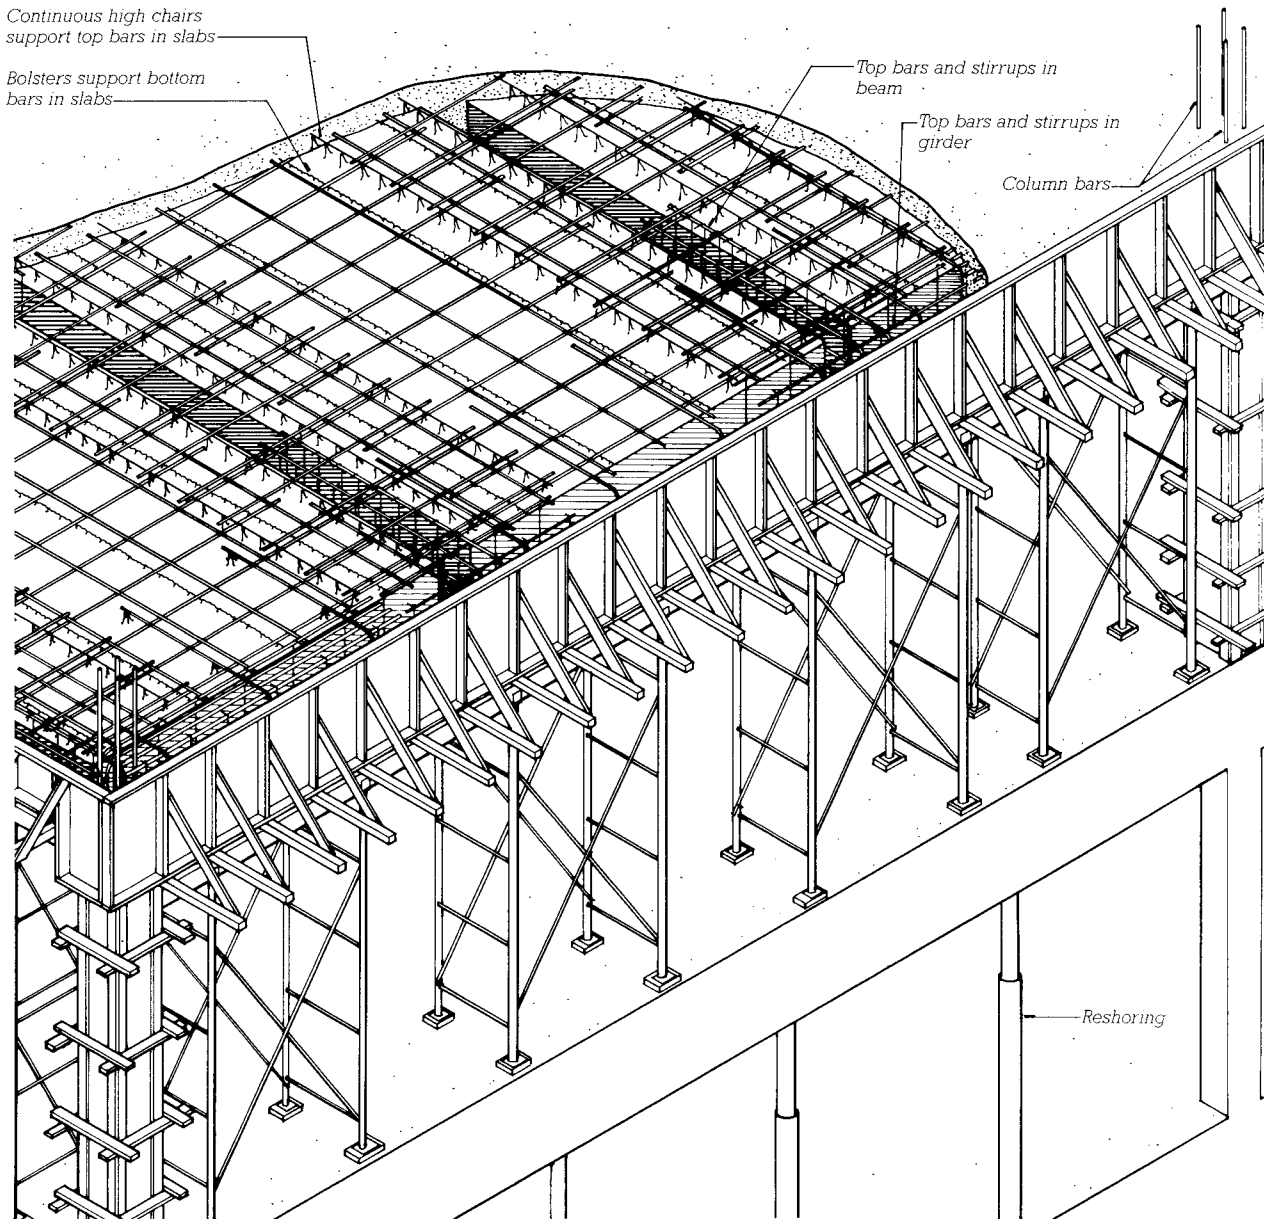 Continuous high chairs
support top bars in slabs
Bolsters support bottom
bars in slabs
Top bars and stirrups in
beam
Top bars and stirrups in
girder
Column bars
Reshoring